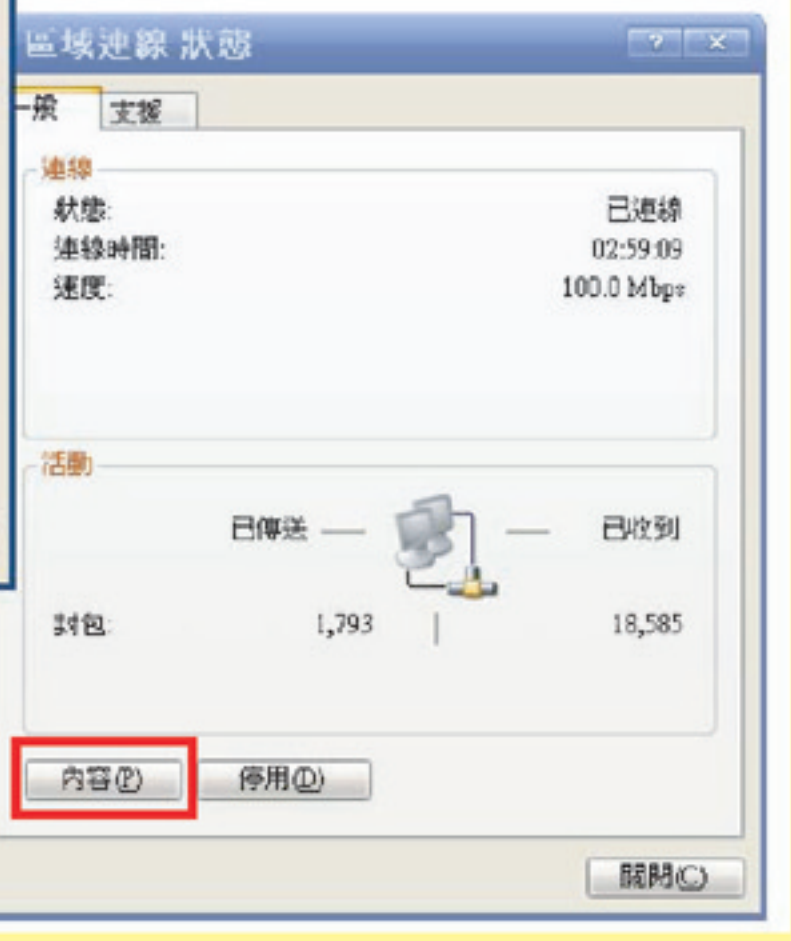 區域連線 狀態
一般 支援
連線
狀態: 已連線
連線時間: 02:59:09
速度: 100.0 Mbps
活動
已傳送 — — 已收到
封包: 1,793 | 18,585
內容(P) 停用(D)
關閉(C)